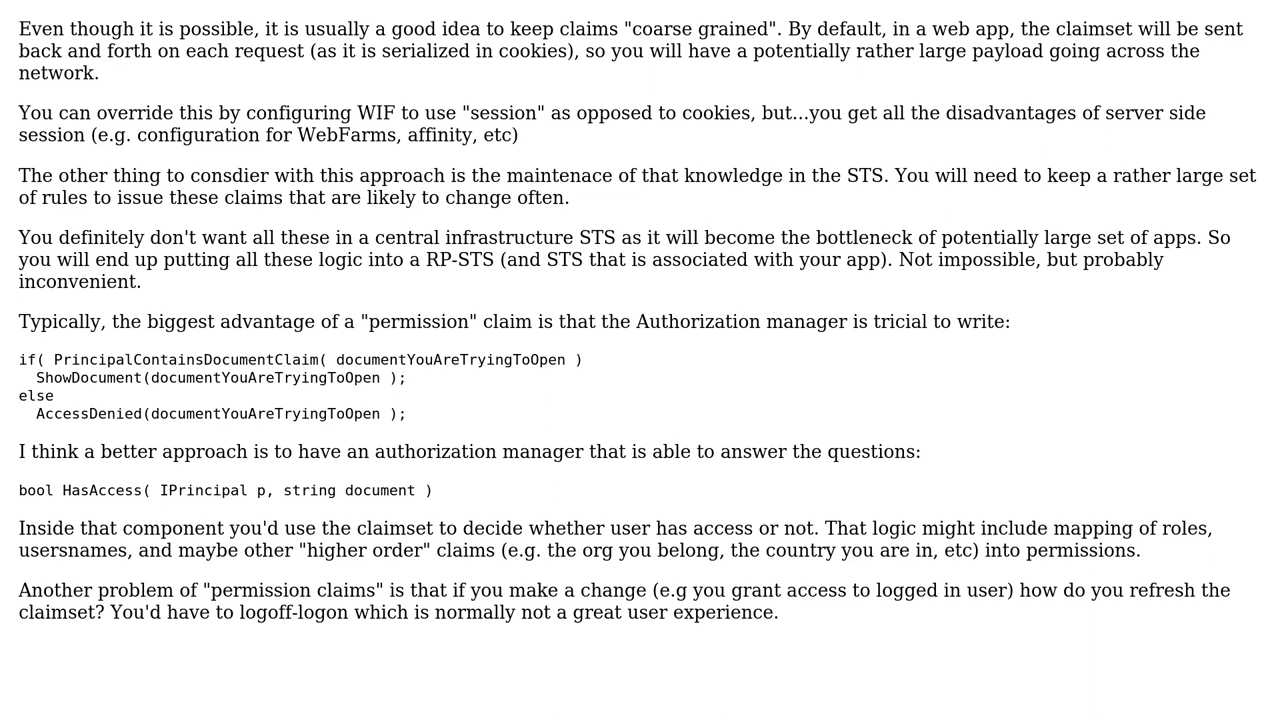 Even though it is possible, it is usually a good idea to keep claims "coarse grained". By default, in a web app, the claimset will be sent
back and forth on each request (as it is serialized in cookies), so you will have a potentially rather large payload going across the
network.
You can override this by configuring WIF to use "session" as opposed to cookies, but...you get all the disadvantages of server side
session (e.g. configuration for WebFarms, affinity, etc)
The other thing to consdier with this approach is the maintenace of that knowledge in the STS. You will need to keep a rather large set
of rules to issue these claims that are likely to change often.
You definitely don't want all these in a central infrastructure STS as it will become the bottleneck of potentially large set of apps. So
you will end up putting all these logic into a RP-STS (and STS that is associated with your app). Not impossible, but probably
inconvenient.
Typically, the biggest advantage of a "permission" claim is that the Authorization manager is tricial to write:
if( PrincipalContainsDocumentClaim( documentYouAreTryingToOpen )
  ShowDocument(documentYouAreTryingToOpen );
else
  AccessDenied(documentYouAreTryingToOpen );
I think a better approach is to have an authorization manager that is able to answer the questions:
bool HasAccess( IPrincipal p, string document )
Inside that component you'd use the claimset to decide whether user has access or not. That logic might include mapping of roles,
usersnames, and maybe other "higher order" claims (e.g. the org you belong, the country you are in, etc) into permissions.
Another problem of "permission claims" is that if you make a change (e.g you grant access to logged in user) how do you refresh the
claimset? You'd have to logoff-logon which is normally not a great user experience.